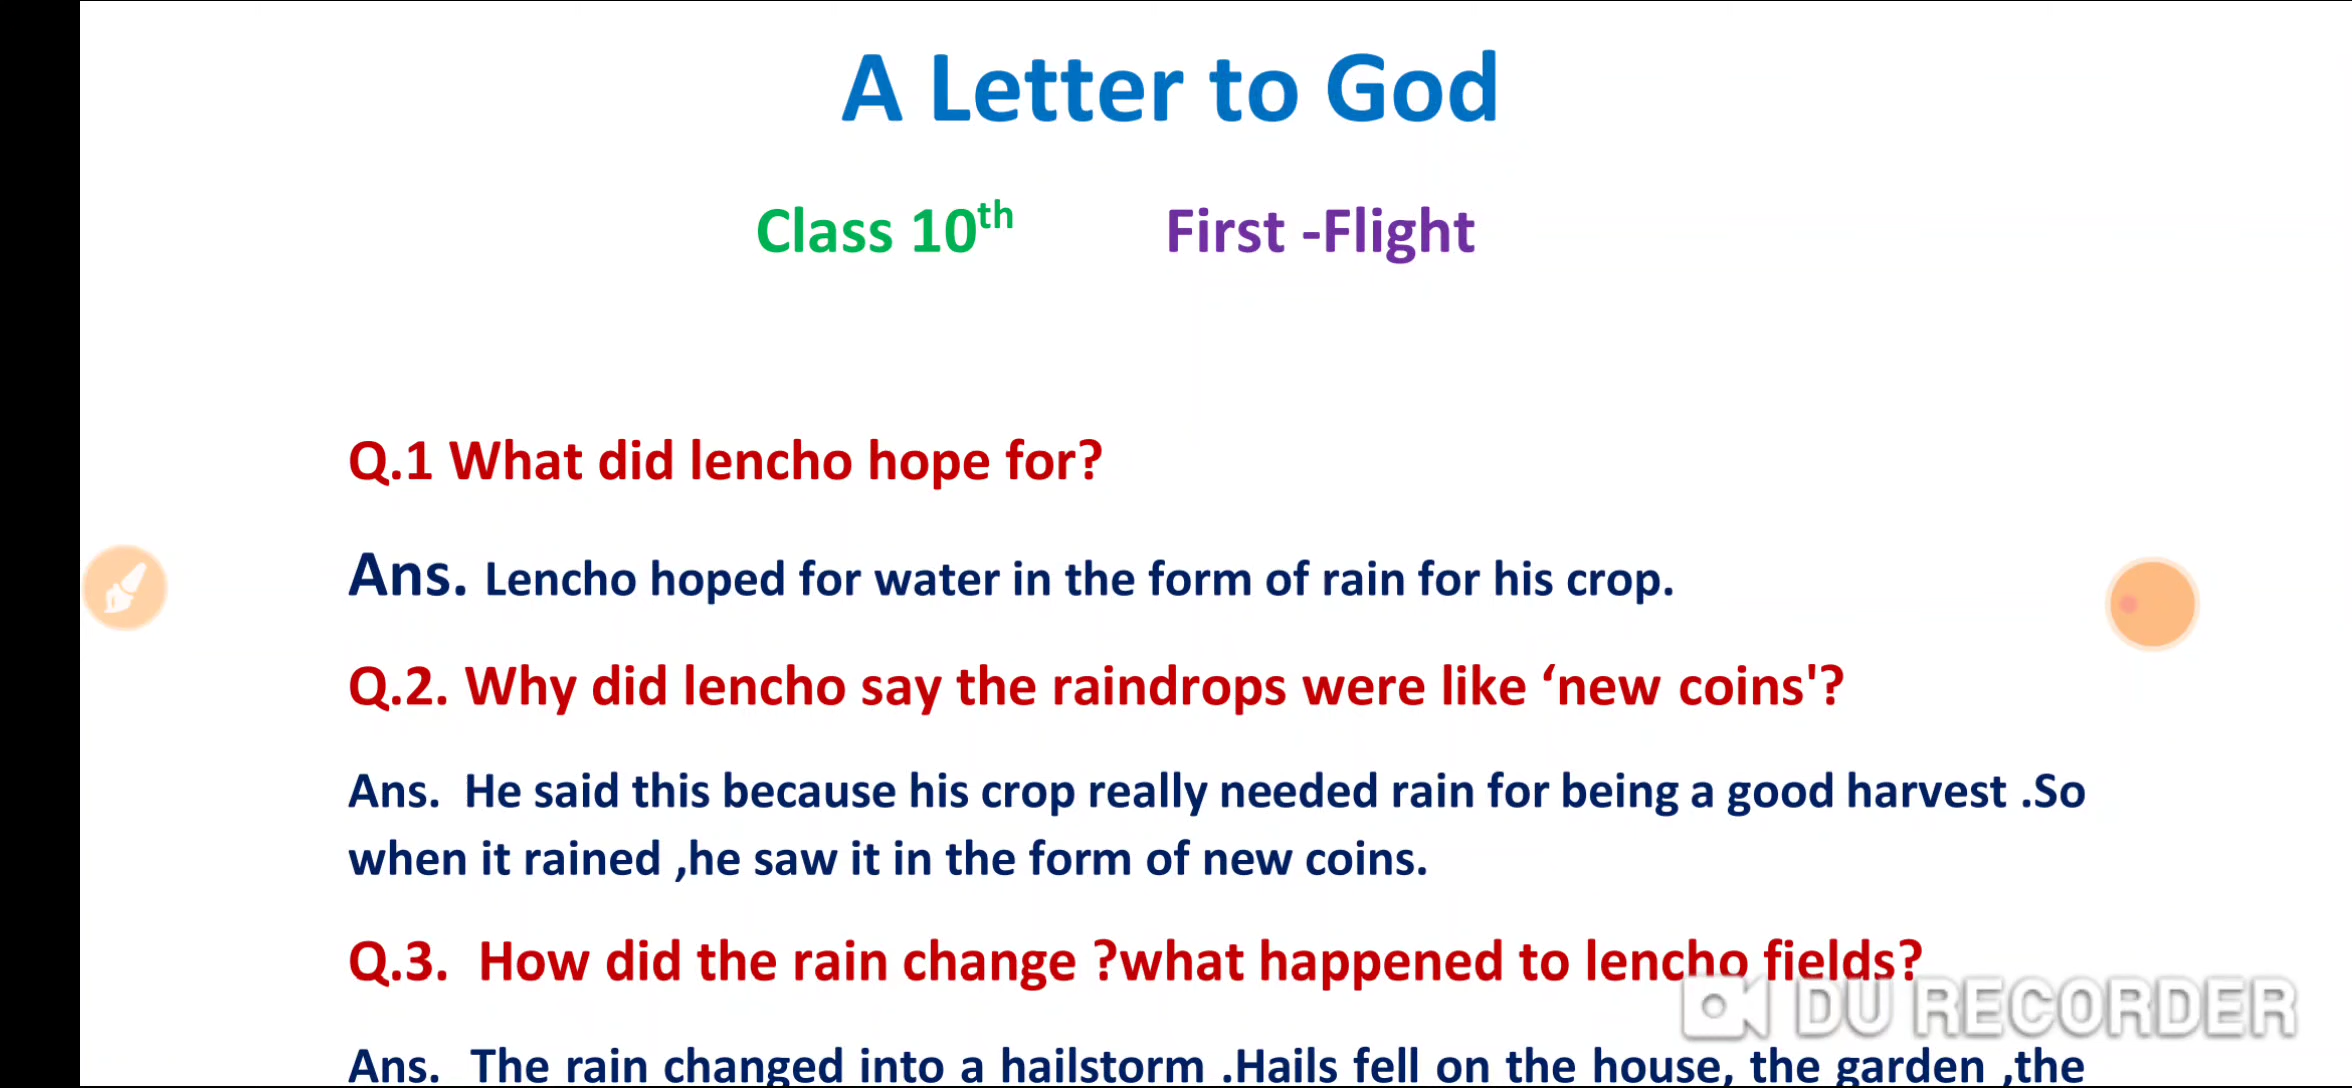 A Letter to God
Class 10th First -Flight
Q.1 What did lencho hope for?
Ans. Lencho hoped for water in the form of rain for his crop.
Q.2. Why did lencho say the raindrops were like ‘new coins'?
Ans. He said this because his crop really needed rain for being a good harvest .So
when it rained ,he saw it in the form of new coins.
Q.3. How did the rain change ?what happened to lencho fields?
DU RECORDER
Ans. The rain changed into a hailstorm .Hails fell on the house, the garden ,the